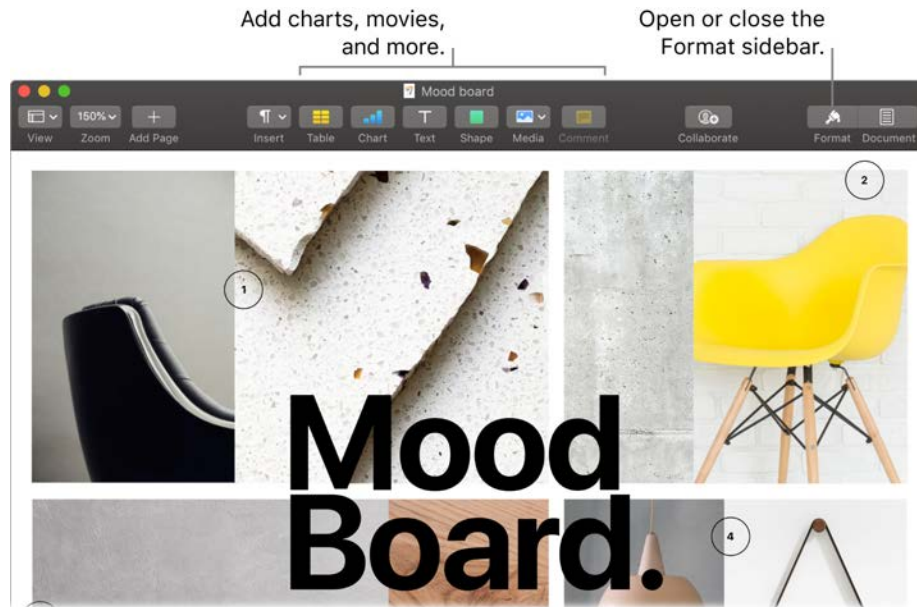 Add charts, movies,
and more.
Open or close the
Format sidebar.
Mood board
150%
View
Zoom
Add Page
Insert
Table
Chart
T
Text
Shape
Media
Comment
Collaborate
Format
Document
2
1
Mood
Board.
4